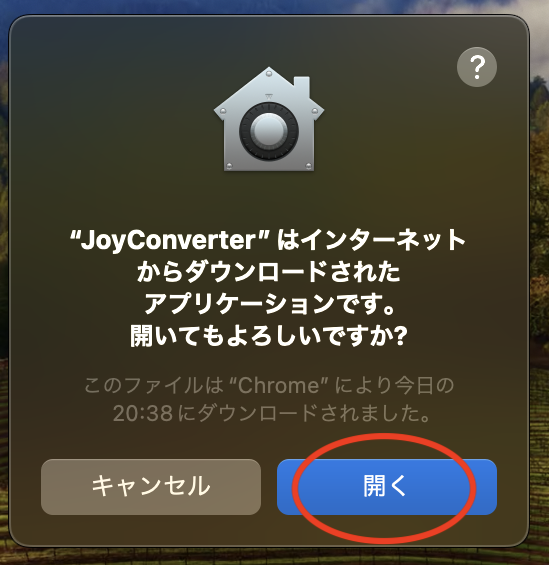 ?
“JoyConverter”はインターネット
からダウンロードされた
アプリケーションです。
開いてもよろしいですか?
このファイルは“Chrome”により今日の
20:38にダウンロードされました。
キャンセル 開く